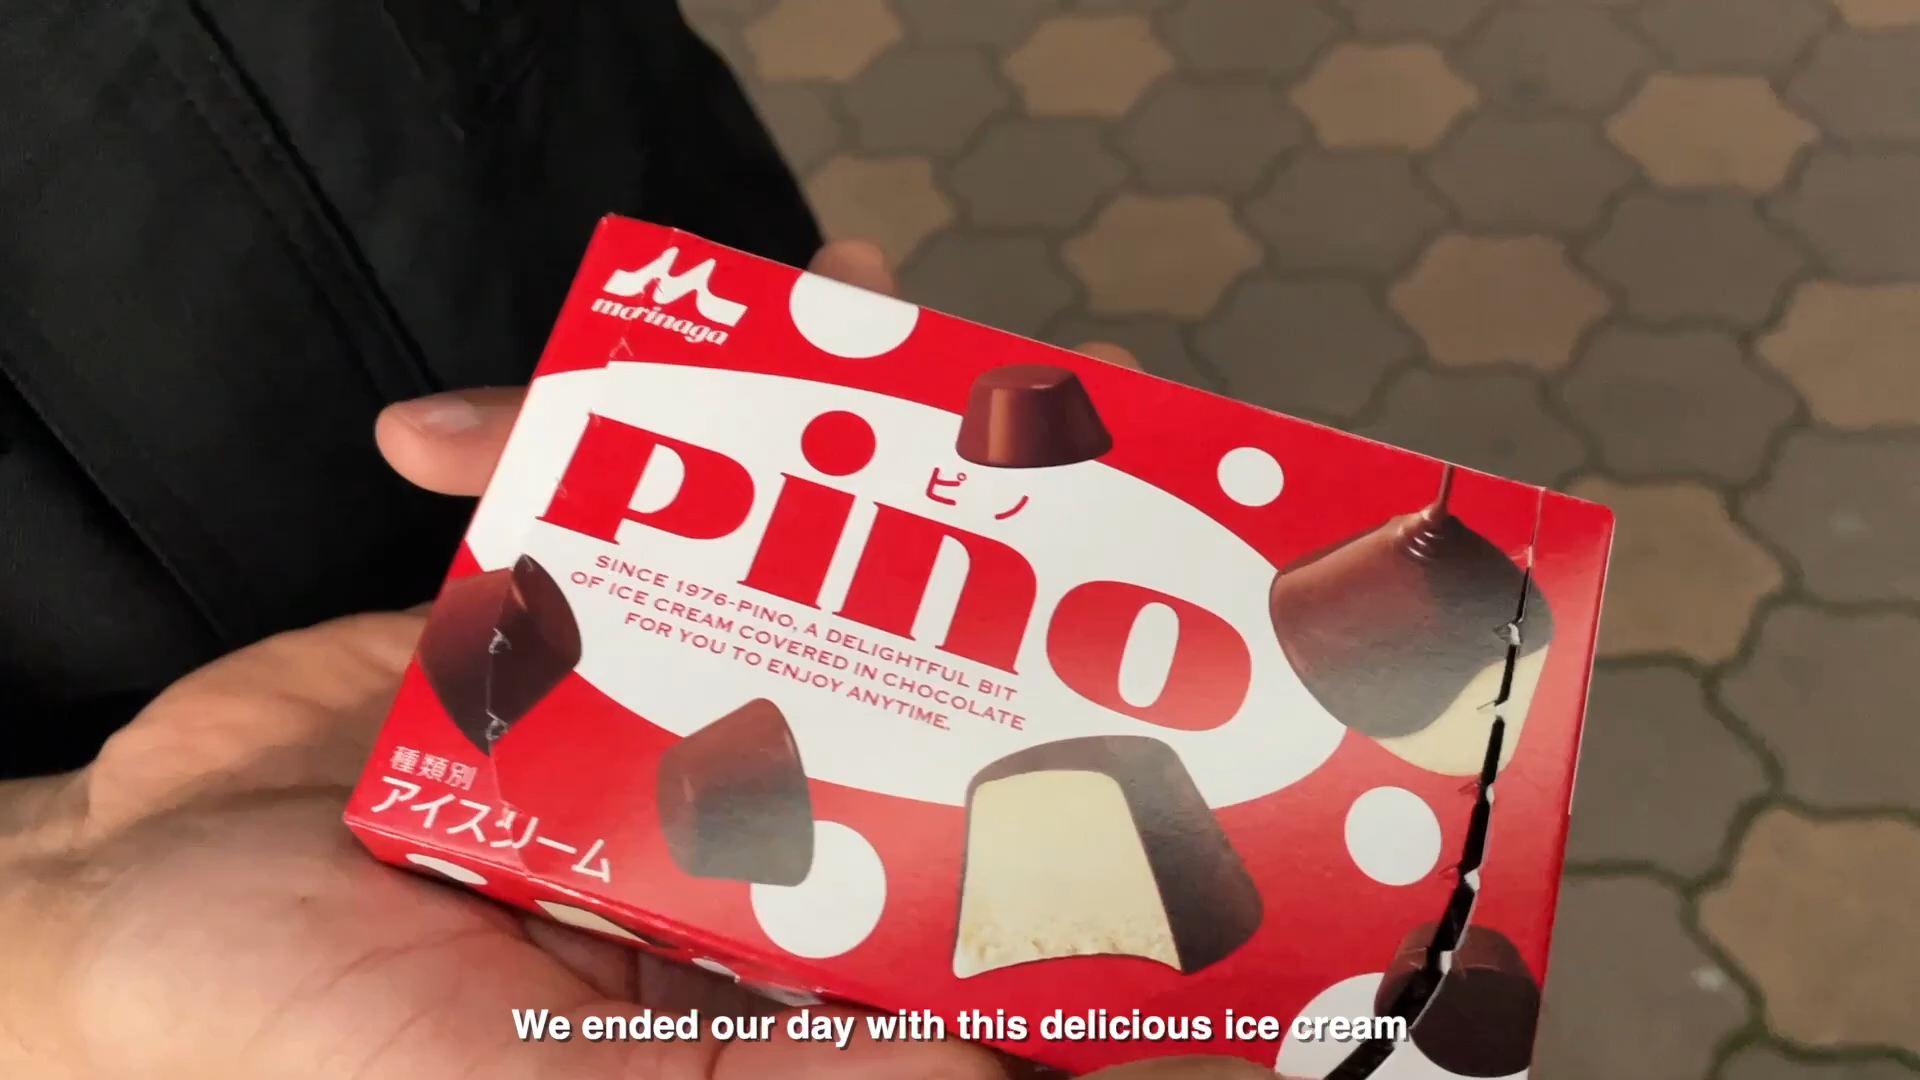 morinaga
pino
ピノ
SINCE 1976-PINO, A DELIGHTFUL BIT
OF ICE CREAM COVERED IN CHOCOLATE
FOR YOU TO ENJOY ANYTIME.
種類別
アイスクリーム
We ended our day with this delicious ice cream